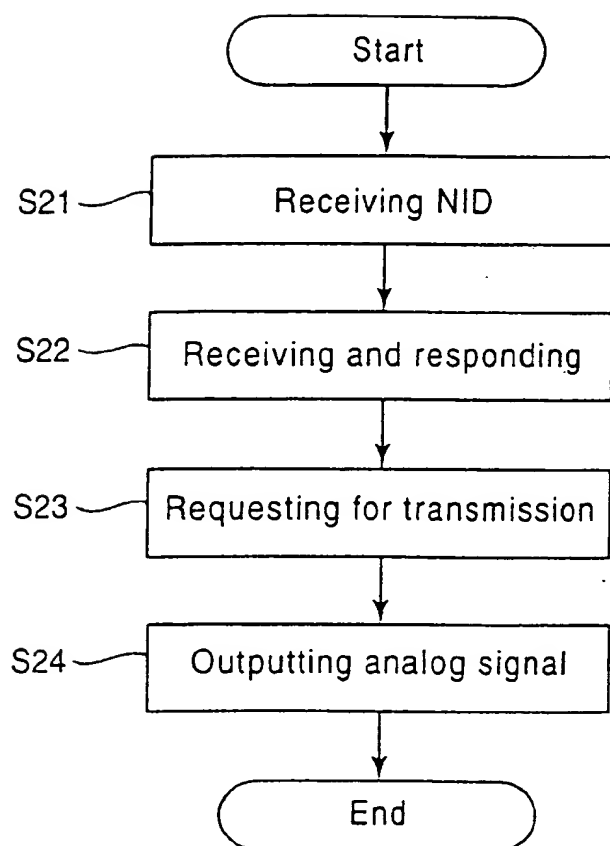 Start
S21 Receiving NID
S22 Receiving and responding
S23 Requesting for transmission
S24 Outputting analog signal
End